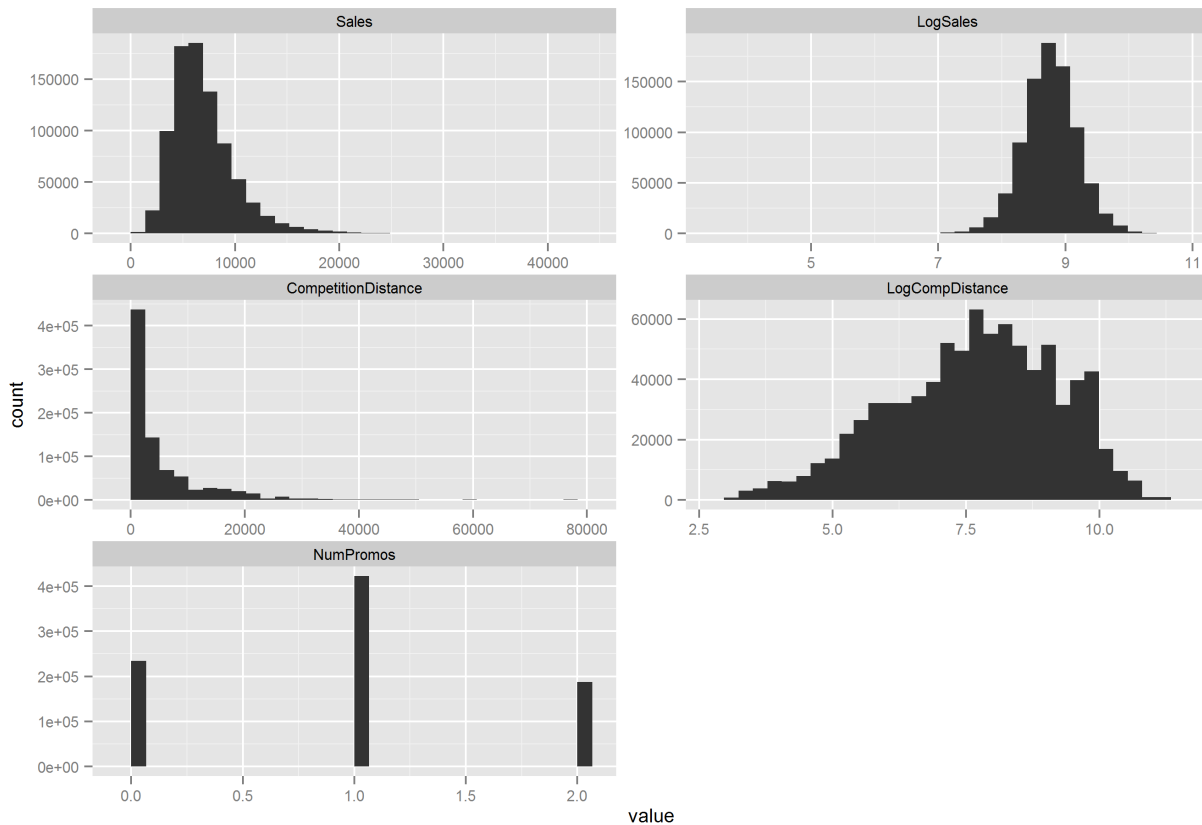 Sales
150000
100000
50000
0
0 10000 20000 30000 40000
LogSales
150000
100000
50000
0
5 7 9 11
CompetitionDistance
4e+05
3e+05
2e+05
1e+05
0e+00
0 20000 40000 60000 80000
LogCompDistance
60000
40000
20000
0
2.5 5.0 7.5 10.0
NumPromos
4e+05
3e+05
2e+05
1e+05
0e+00
0.0 0.5 1.0 1.5 2.0
count
value